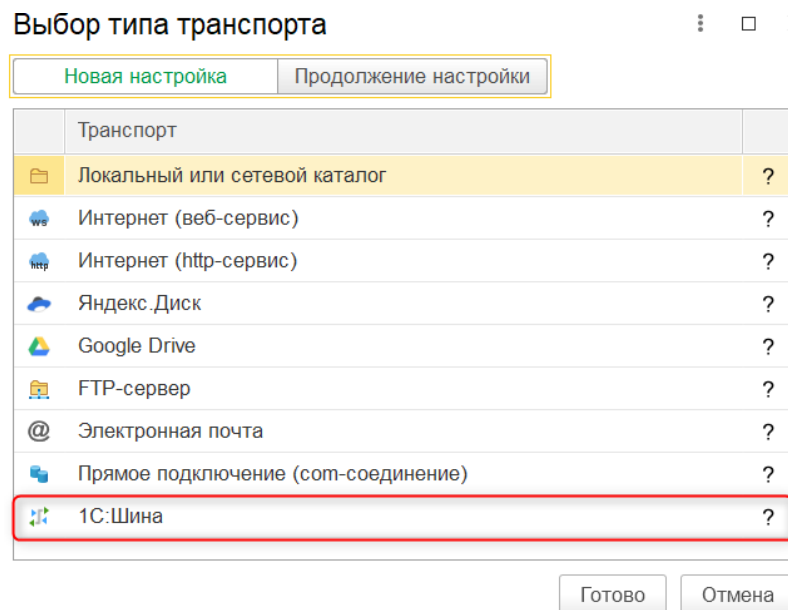 Выбор типа транспорта
Новая настройка Продолжение настройки
Транспорт
Локальный или сетевой каталог ?
ws Интернет (веб-сервис) ?
http Интернет (http-сервис) ?
Яндекс.Диск ?
Google Drive ?
FTP-сервер ?
@ Электронная почта ?
Прямое подключение (com-соединение) ?
1С:Шина ?
Готово Отмена